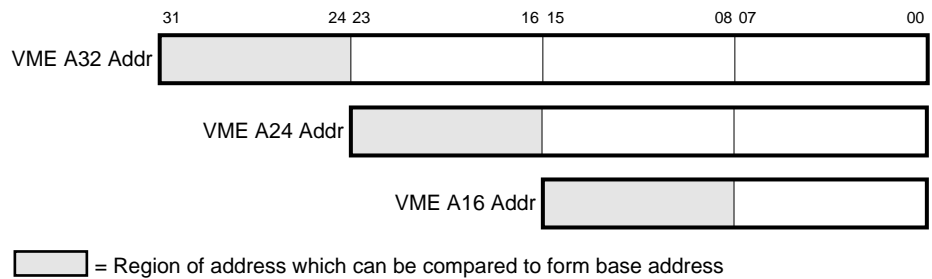 31 24 23 16 15 08 07 00
VME A32 Addr
VME A24 Addr
VME A16 Addr
= Region of address which can be compared to form base address